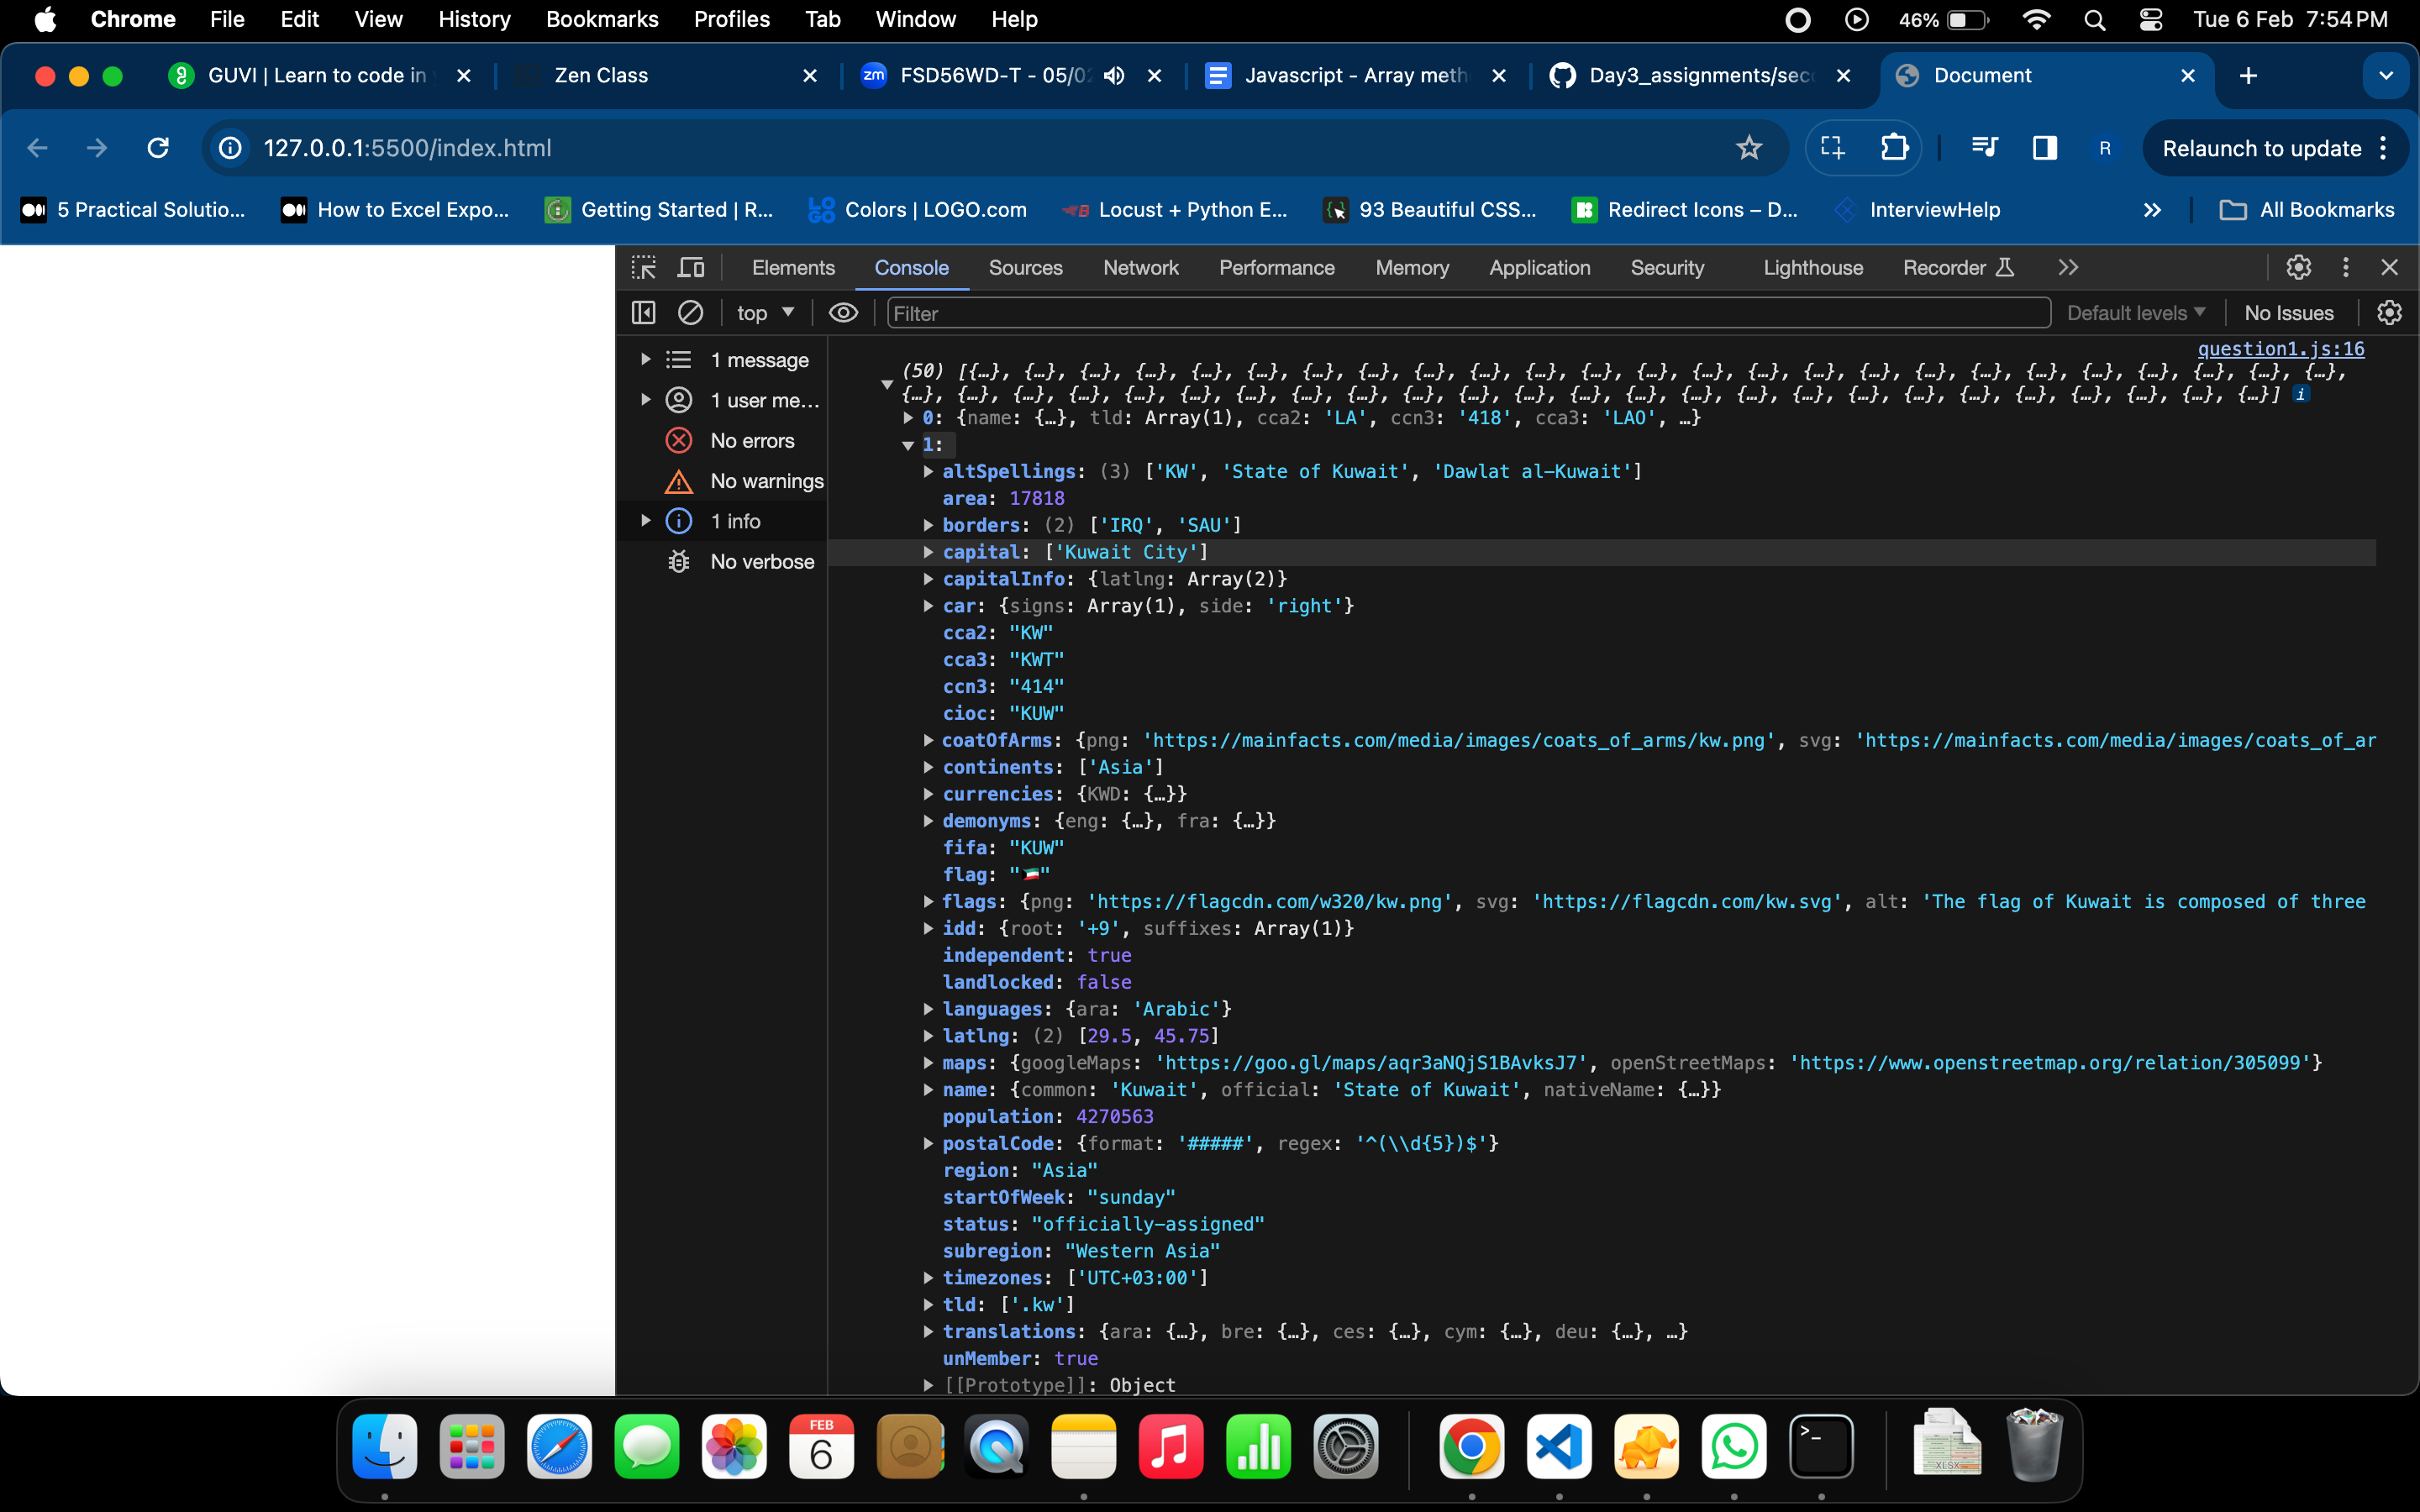 Chrome File Edit View History Bookmarks Profiles Tab Window Help 46% Tue 6 Feb 7:54 PM
GUVI | Learn to code in Zen Class zm FSD56WD-T - 05/02 Javascript - Array meth Day3_assignments/sec Document
127.0.0.1:5500/index.html R Relaunch to update
5 Practical Solutio... How to Excel Expo... Getting Started | R... LOGO Colors | LOGO.com Locust + Python E... 93 Beautiful CSS... Redirect Icons – D... InterviewHelp All Bookmarks
Elements Console Sources Network Performance Memory Application Security Lighthouse Recorder
top Filter Default levels No Issues
1 message
1 user me...
No errors
No warnings
1 info
No verbose
question1.js:16
(50) [{…}, {…}, {…}, {…}, {…}, {…}, {…}, {…}, {…}, {…}, {…}, {…}, {…}, {…}, {…}, {…}, {…}, {…}, {…}, {…}, {…}, {…}, {…}, {…}, {…},
{…}, {…}, {…}, {…}, {…}, {…}, {…}, {…}, {…}, {…}, {…}, {…}, {…}, {…}, {…}, {…}, {…}, {…}, {…}, {…}, {…}, {…}, {…}, {…}, {…}] i
0: {name: {…}, tld: Array(1), cca2: 'LA', ccn3: '418', cca3: 'LAO', …}
1:
altSpellings: (3) ['KW', 'State of Kuwait', 'Dawlat al-Kuwait']
area: 17818
borders: (2) ['IRQ', 'SAU']
capital: ['Kuwait City']
capitalInfo: {latlng: Array(2)}
car: {signs: Array(1), side: 'right'}
cca2: "KW"
cca3: "KWT"
ccn3: "414"
cioc: "KUW"
coatOfArms: {png: 'https://mainfacts.com/media/images/coats_of_arms/kw.png', svg: 'https://mainfacts.com/media/images/coats_of_ar
continents: ['Asia']
currencies: {KWD: {…}}
demonyms: {eng: {…}, fra: {…}}
fifa: "KUW"
flag: "🇰🇼"
flags: {png: 'https://flagcdn.com/w320/kw.png', svg: 'https://flagcdn.com/kw.svg', alt: 'The flag of Kuwait is composed of three
idd: {root: '+9', suffixes: Array(1)}
independent: true
landlocked: false
languages: {ara: 'Arabic'}
latlng: (2) [29.5, 45.75]
maps: {googleMaps: 'https://goo.gl/maps/aqr3aNQjS1BAvksJ7', openStreetMaps: 'https://www.openstreetmap.org/relation/305099'}
name: {common: 'Kuwait', official: 'State of Kuwait', nativeName: {…}}
population: 4270563
postalCode: {format: '#####', regex: '^(\\d{5})$'}
region: "Asia"
startOfWeek: "sunday"
status: "officially-assigned"
subregion: "Western Asia"
timezones: ['UTC+03:00']
tld: ['.kw']
translations: {ara: {…}, bre: {…}, ces: {…}, cym: {…}, deu: {…}, …}
unMember: true
[[Prototype]]: Object
FEB
6
XLSX